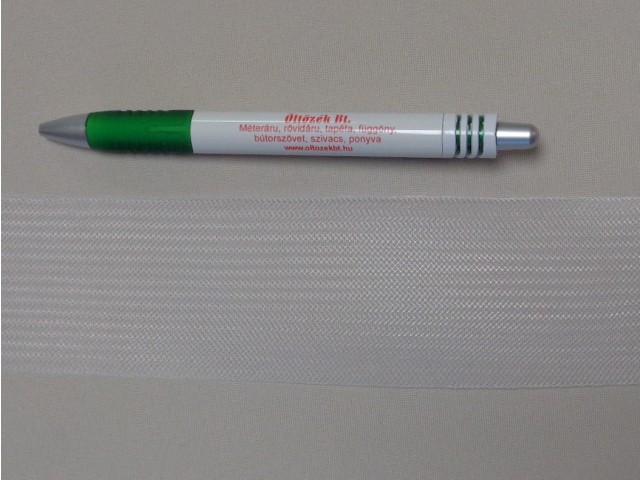 Öltözék Bt.
Méteráru, rövidáru, tapéta, függöny,
bútorszövet, szivacs, ponyva
www.oltozekbt.hu